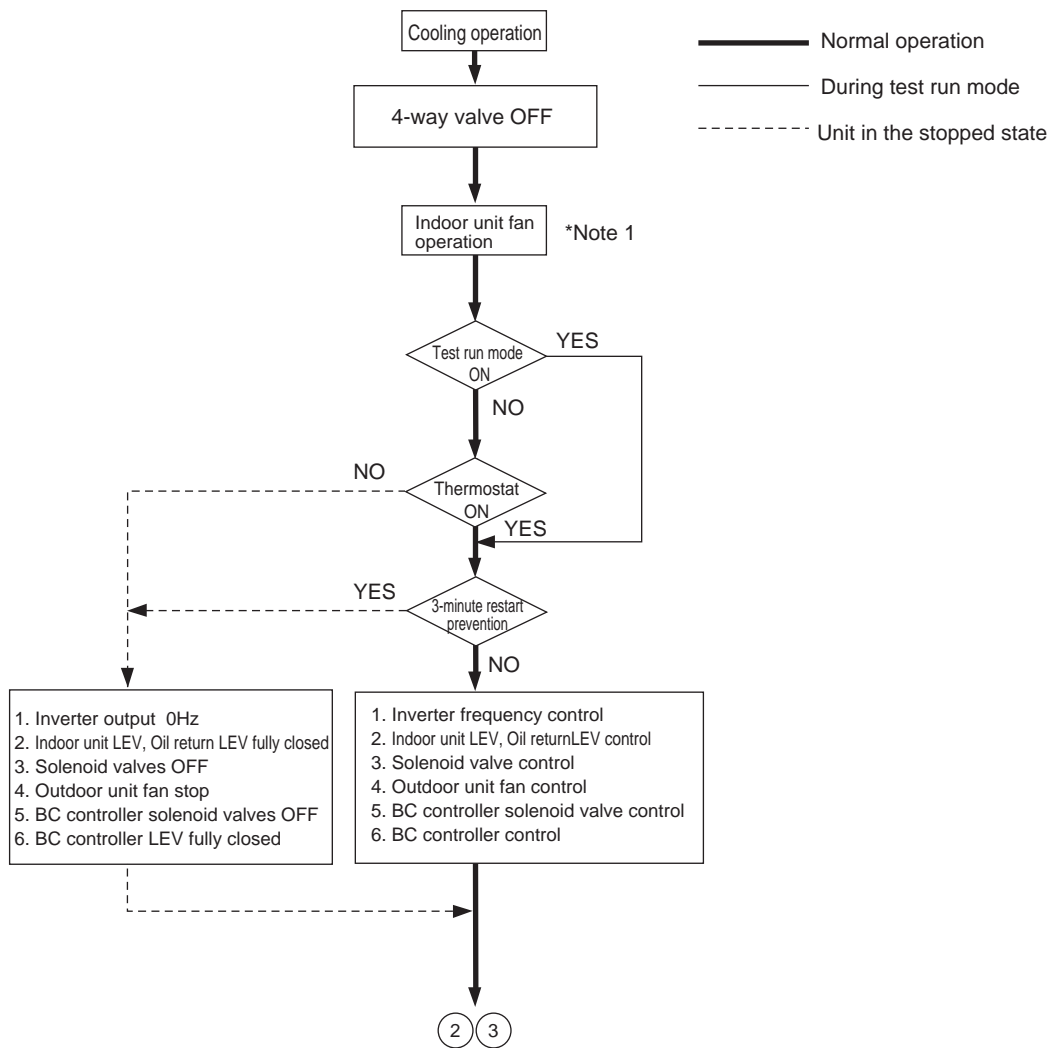 Cooling operation
Normal operation
During test run mode
Unit in the stopped state
4-way valve OFF
Indoor unit fan
operation
*Note 1
Test run mode
ON
YES
NO
NO
Thermostat
ON
YES
YES
3-minute restart
prevention
NO
1. Inverter output 0Hz
2. Indoor unit LEV, Oil return LEV fully closed
3. Solenoid valves OFF
4. Outdoor unit fan stop
5. BC controller solenoid valves OFF
6. BC controller LEV fully closed
1. Inverter frequency control
2. Indoor unit LEV, Oil returnLEV control
3. Solenoid valve control
4. Outdoor unit fan control
5. BC controller solenoid valve control
6. BC controller control
2 3